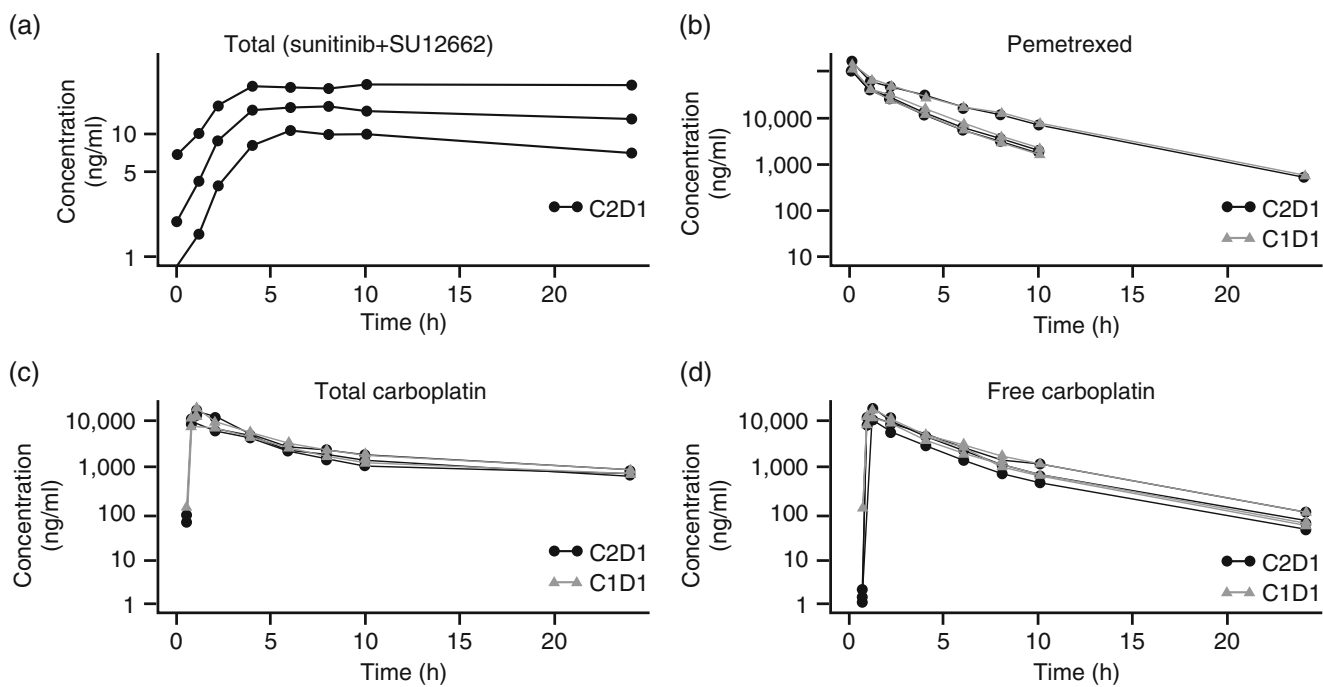 (a)
Total (sunitinib+SU12662)
Concentration
(ng/ml)
10
5
1
C2D1
0 5 10 15 20
Time (h)
(b)
Pemetrexed
Concentration
(ng/ml)
10,000
1,000
100
10
C2D1
C1D1
0 5 10 15 20
Time (h)
(c)
Total carboplatin
Concentration
(ng/ml)
10,000
1,000
100
10
1
C2D1
C1D1
0 5 10 15 20
Time (h)
(d)
Free carboplatin
Concentration
(ng/ml)
10,000
1,000
100
10
1
C2D1
C1D1
0 5 10 15 20
Time (h)